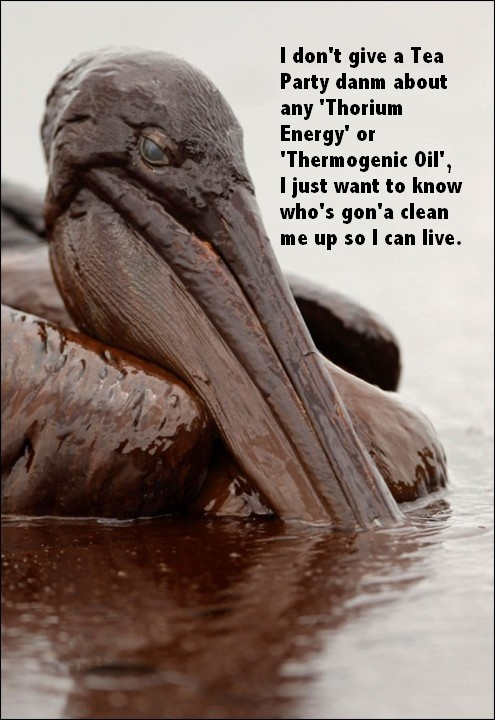 I don't give a Tea
Party danm about
any 'Thorium
Energy' or
'Thermogenic Oil',
I just want to know
who's gon'a clean
me up so I can live.